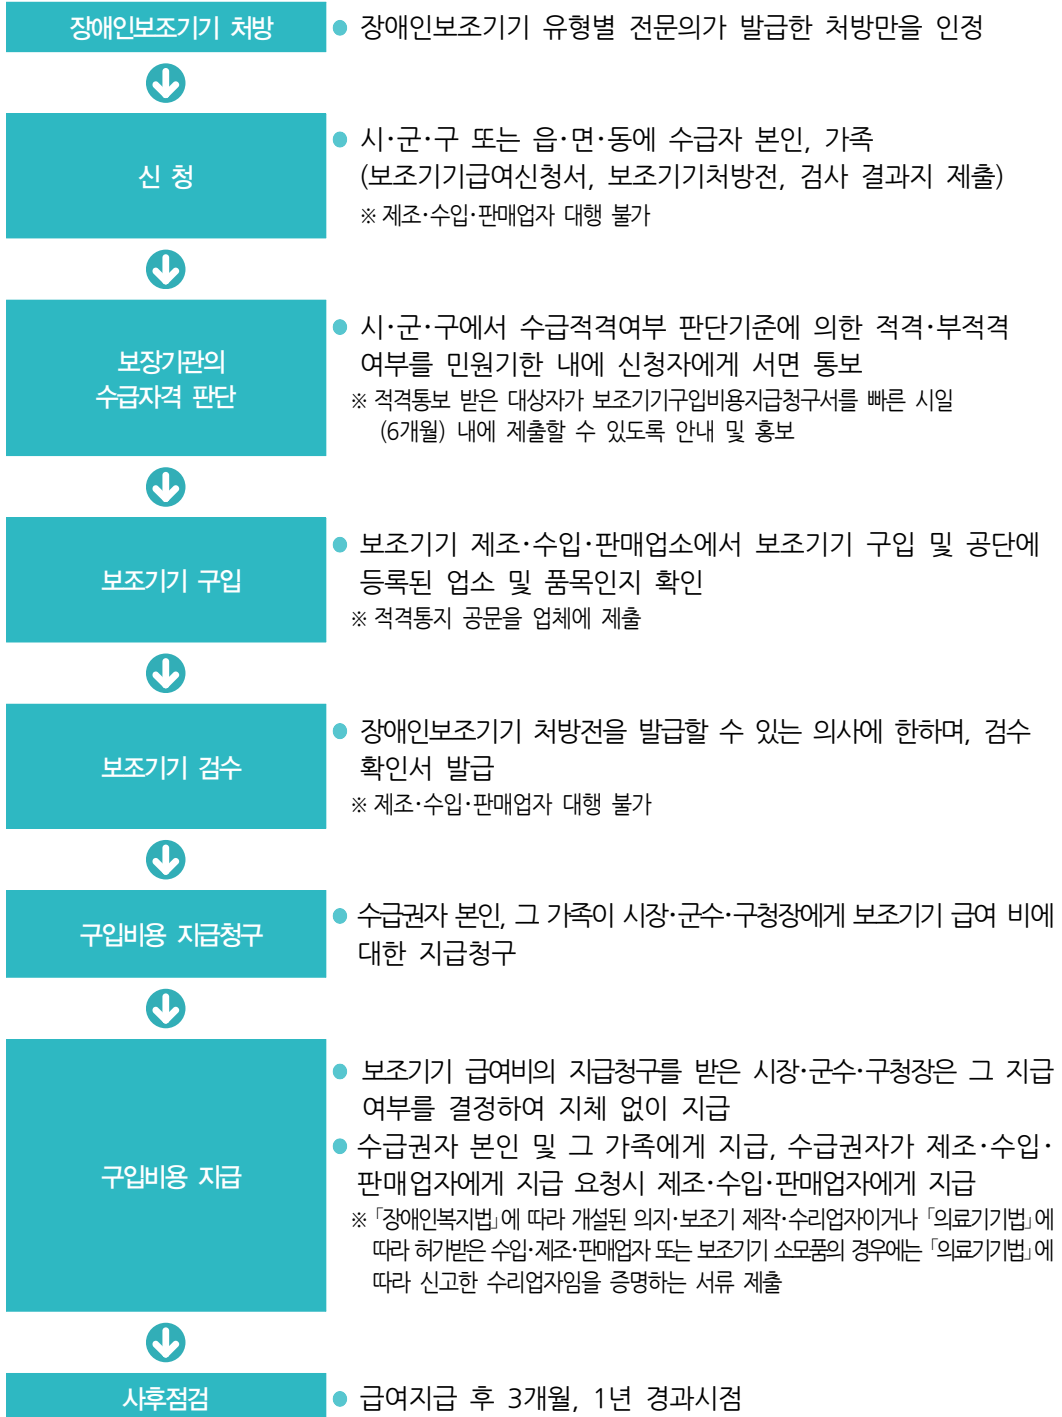 장애인보조기기 처방
● 장애인보조기기 유형별 전문의가 발급한 처방만을 인정
신 청
● 시·군·구 또는 읍·면·동에 수급자 본인, 가족
(보조기기급여신청서, 보조기기처방전, 검사 결과지 제출)
※ 제조·수입·판매업자 대행 불가
보장기관의
수급자격 판단
● 시·군·구에서 수급적격여부 판단기준에 의한 적격·부적격
여부를 민원기한 내에 신청자에게 서면 통보
※ 적격통보 받은 대상자가 보조기기구입비용지급청구서를 빠른 시일
(6개월) 내에 제출할 수 있도록 안내 및 홍보
보조기기 구입
● 보조기기 제조·수입·판매업소에서 보조기기 구입 및 공단에
등록된 업소 및 품목인지 확인
※ 적격통지 공문을 업체에 제출
보조기기 검수
● 장애인보조기기 처방전을 발급할 수 있는 의사에 한하며, 검수
확인서 발급
※ 제조·수입·판매업자 대행 불가
구입비용 지급청구
● 수급권자 본인, 그 가족이 시장·군수·구청장에게 보조기기 급여 비에
대한 지급청구
구입비용 지급
● 보조기기 급여비의 지급청구를 받은 시장·군수·구청장은 그 지급
여부를 결정하여 지체 없이 지급
● 수급권자 본인 및 그 가족에게 지급, 수급권자가 제조·수입·
판매업자에게 지급 요청시 제조·수입·판매업자에게 지급
※「장애인복지법」에 따라 개설된 의지·보조기 제작·수리업자이거나 「의료기기법」에
따라 허가받은 수입·제조·판매업자 또는 보조기기 소모품의 경우에는 「의료기기법」에
따라 신고한 수리업자임을 증명하는 서류 제출
사후점검
● 급여지급 후 3개월, 1년 경과시점